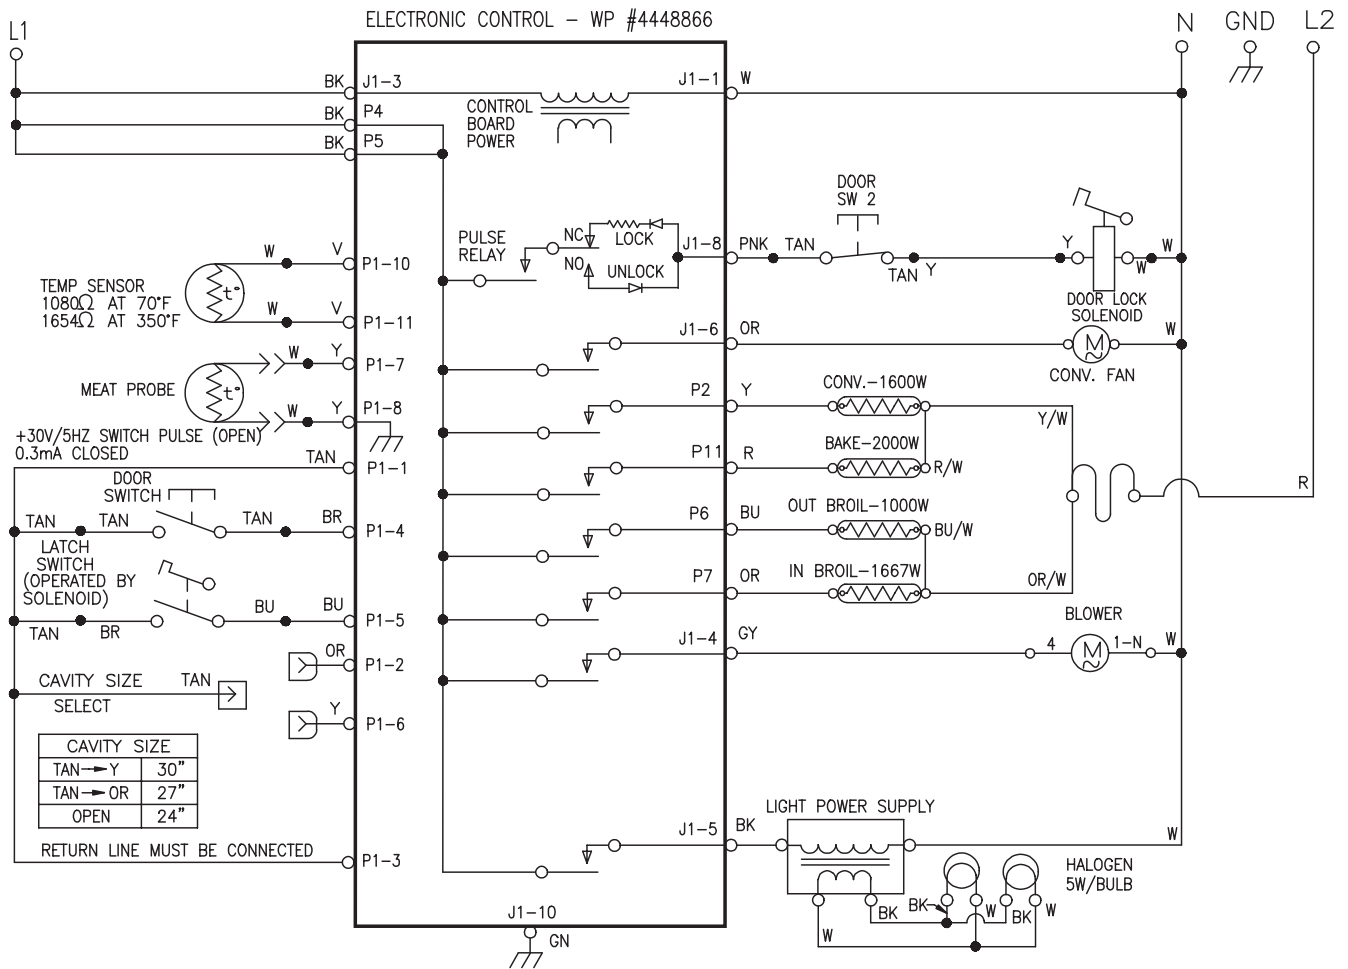 ELECTRONIC CONTROL – WP #4448866
L1
N GND L2
BK J1-3
J1-1 W
BK P4
CONTROL
BOARD
POWER
BK P5
DOOR
SW 2
PULSE
RELAY
NC
LOCK
NO
UNLOCK
J1-8 PNK TAN
TAN Y
Y
W
W
DOOR LOCK
SOLENOID
W V
P1-10
TEMP SENSOR
1080Ω AT 70°F
1654Ω AT 350°F
t°
W V
P1-11
J1-6 OR
M
W
CONV. FAN
W Y
P1-7
MEAT PROBE
t°
W Y
P1-8
P2 Y
CONV.-1600W
Y/W
+30V/5HZ SWITCH PULSE (OPEN)
0.3mA CLOSED
TAN P1-1
P11 R
BAKE-2000W
R/W
R
DOOR
SWITCH
TAN TAN TAN BR
P1-4
P6 BU
OUT BROIL-1000W
BU/W
LATCH
SWITCH
(OPERATED BY
SOLENOID)
TAN BR BU BU
P1-5
P7 OR
IN BROIL-1667W
OR/W
BLOWER
J1-4 GY
4 M 1-N W
OR
P1-2
CAVITY SIZE TAN
SELECT
Y
P1-6
CAVITY SIZE
TAN→Y 30"
TAN→OR 27"
OPEN 24"
RETURN LINE MUST BE CONNECTED
P1-3
LIGHT POWER SUPPLY
J1-5 BK
W
HALOGEN
5W/BULB
BK BK W BK W
W
J1-10
GN